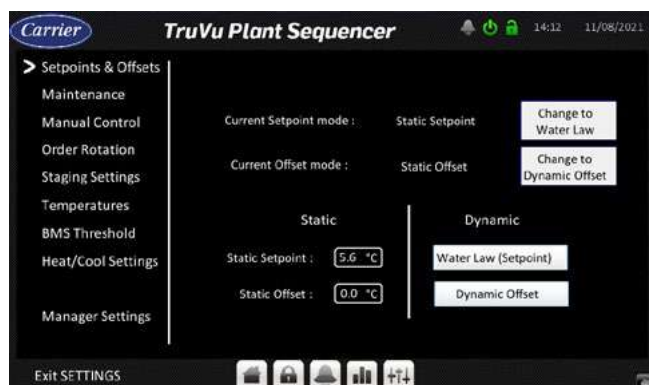 Carrier
TruVu Plant Sequencer
14:12
11/08/2021
Setpoints & Offsets
Maintenance
Manual Control
Order Rotation
Staging Settings
Temperatures
BMS Threshold
Heat/Cool Settings
Manager Settings
Exit SETTINGS
Current Setpoint mode : Static Setpoint
Change to
Water Law
Current Offset mode : Static Offset
Change to
Dynamic Offset
Static
Static Setpoint : 5.6 °C
Static Offset : 0.0 °C
Dynamic
Water Law (Setpoint)
Dynamic Offset